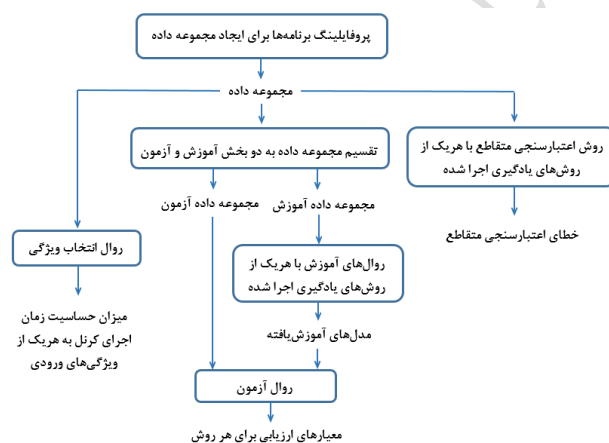 پروفایلینگ برنامه‌ها برای ایجاد مجموعه داده
مجموعه داده
روش اعتبارسنجی متقاطع با هریک از
روش‌های یادگیری اجرا شده
خطای اعتبارسنجی متقاطع
تقسیم مجموعه داده به دو بخش آموزش و آزمون
مجموعه داده آموزش
مجموعه داده آزمون
روال‌های آموزش با هریک از
روش‌های یادگیری اجرا شده
مدل‌های آموزش‌یافته
روال آزمون
معیارهای ارزیابی برای هر روش
روال انتخاب ویژگی
میزان حساسیت زمان
اجرای کرنل به هریک از
ویژگی‌های ورودی